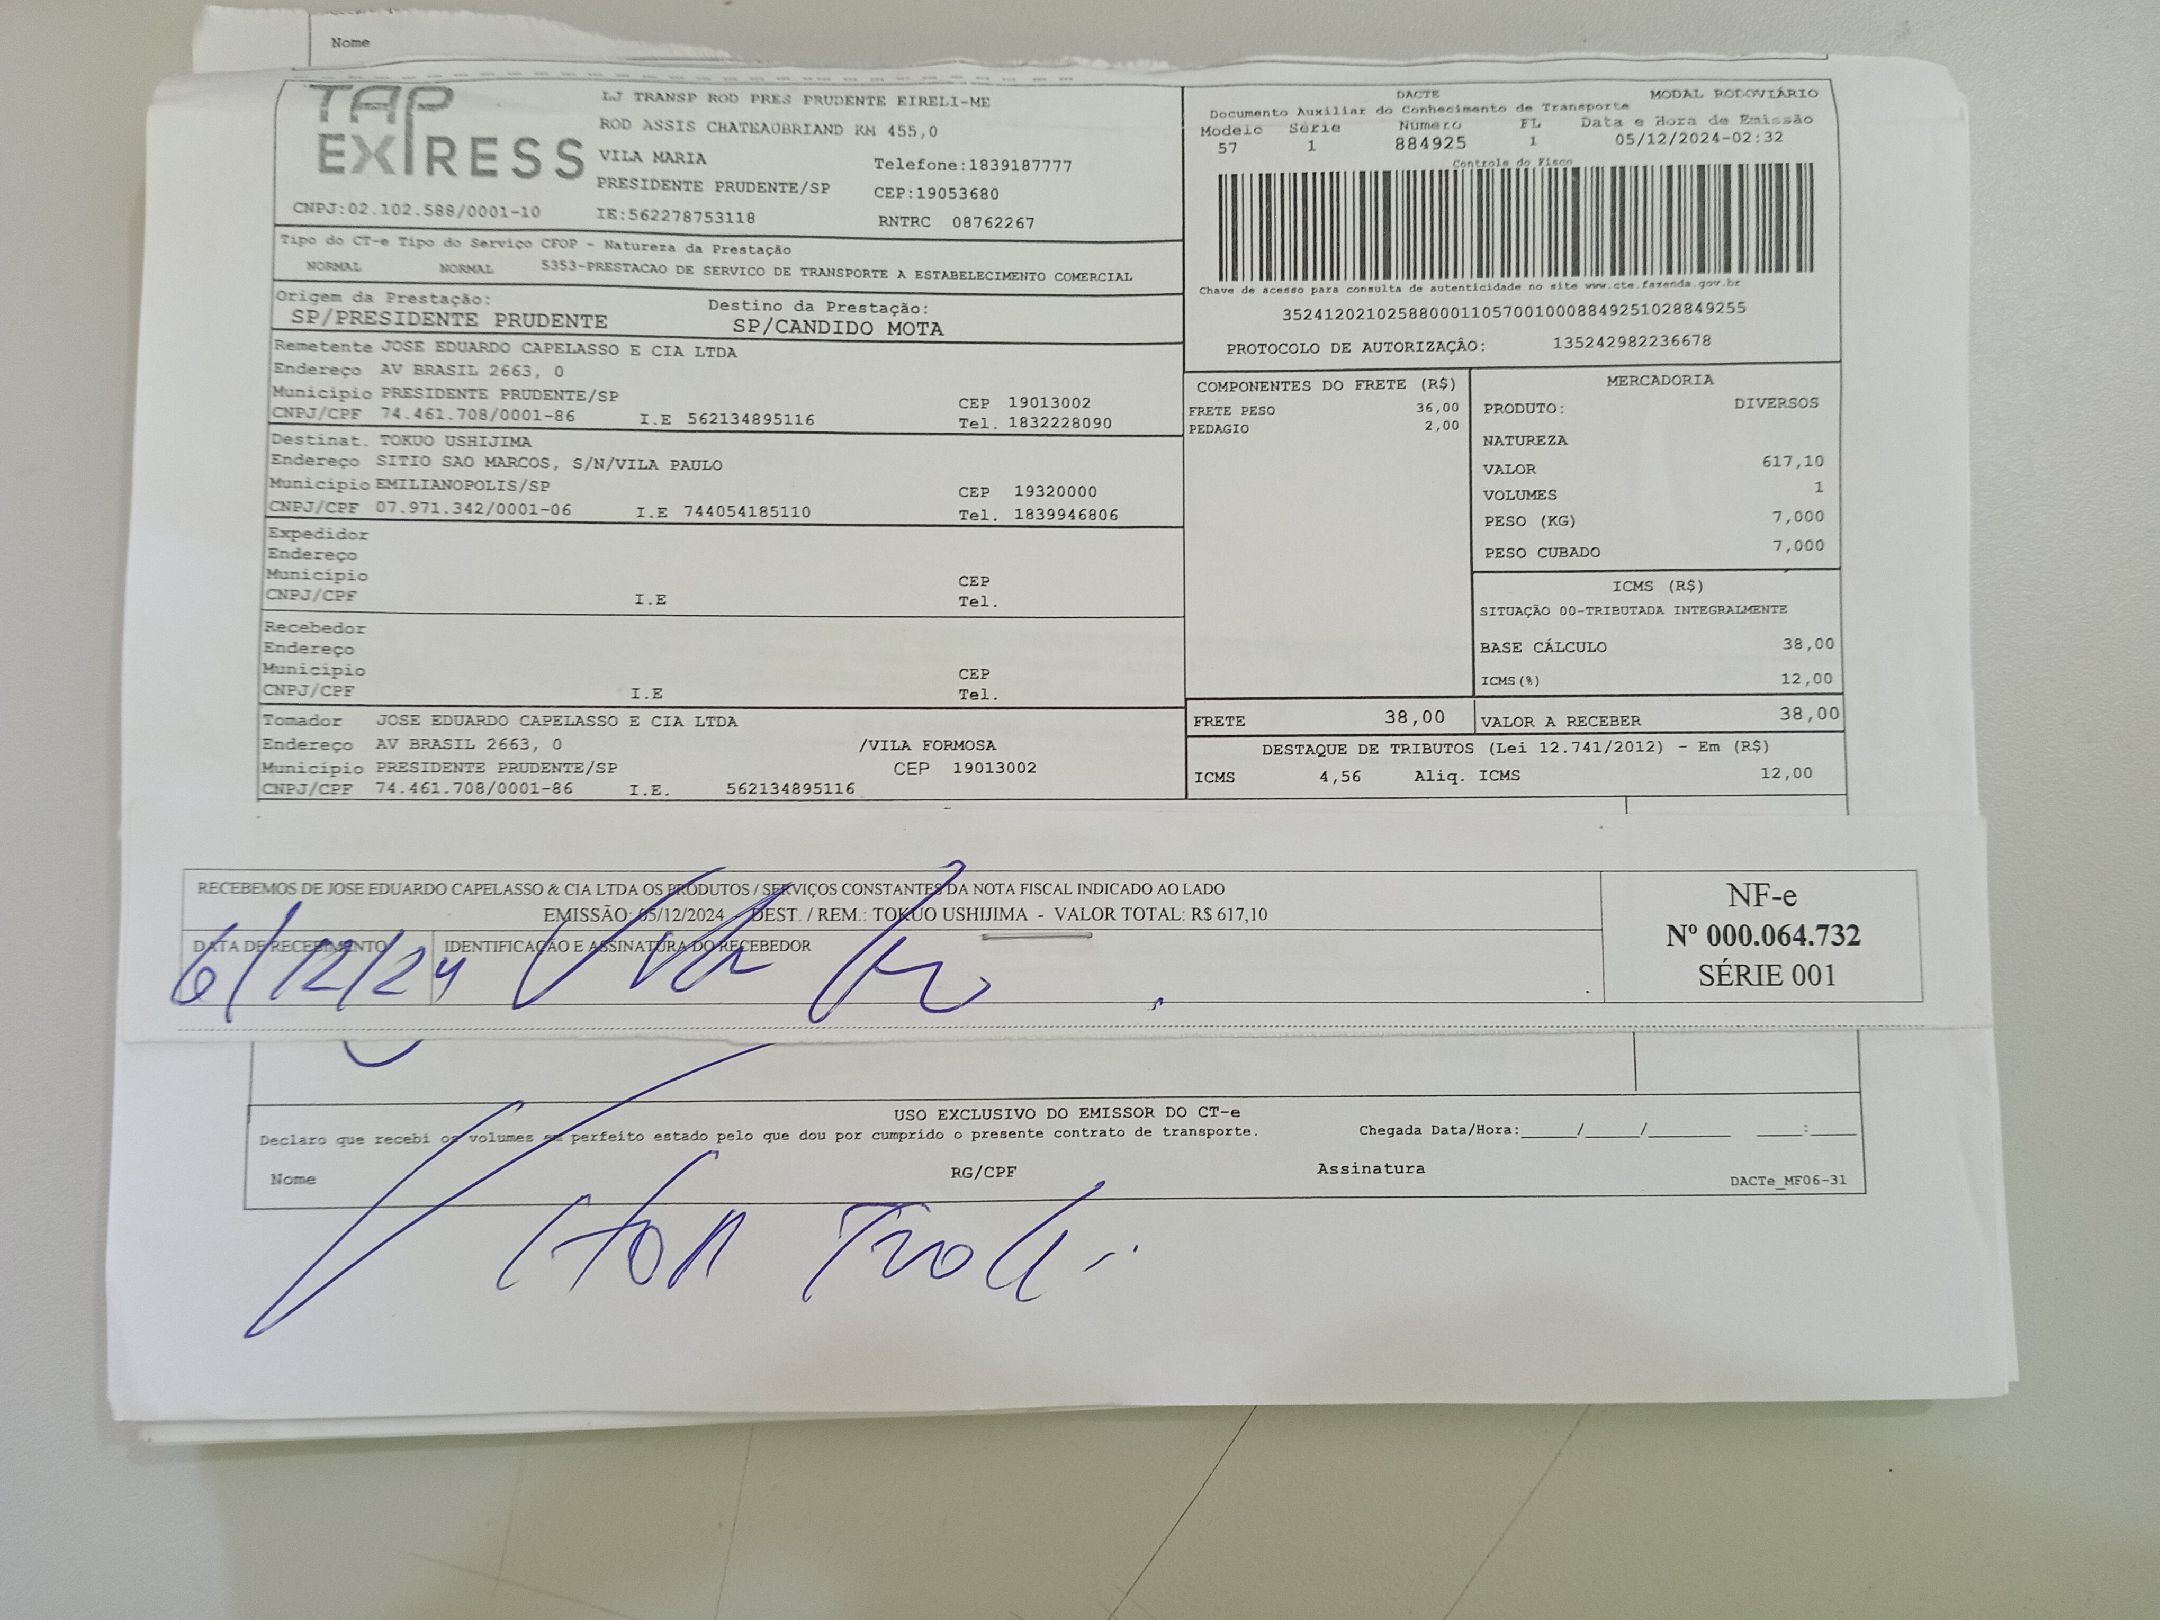 Nome
TAP EXPRESS
LJ TRANSP ROD PRES PRUDENTE EIRELI-ME
ROD ASSIS CHATEAUBRIAND KM 455,0
VILA MARIA Telefone:1839187777
PRESIDENTE PRUDENTE/SP CEP:19053680
CNPJ:02.102.588/0001-10 IE:562278753118 RNTRC 08762267
DACTE MODAL RODOVIÁRIO
Documento Auxiliar do Conhecimento de Transporte
Modelo Série Número FL Data e Hora de Emissão
57 1 884925 1 05/12/2024-02:32
Controle do Fisco
Chave de acesso para consulta de autenticidade no site www.cte.fazenda.gov.br
35241202102588000110570010008849251028849255
PROTOCOLO DE AUTORIZAÇÃO: 135242982236678
Tipo do CT-e Tipo do Serviço CFOP - Natureza da Prestação
NORMAL NORMAL 5353-PRESTACAO DE SERVICO DE TRANSPORTE A ESTABELECIMENTO COMERCIAL
Origem da Prestação: Destino da Prestação:
SP/PRESIDENTE PRUDENTE SP/CANDIDO MOTA
Remetente JOSE EDUARDO CAPELASSO E CIA LTDA
Endereço AV BRASIL 2663, 0
Município PRESIDENTE PRUDENTE/SP CEP 19013002
CNPJ/CPF 74.461.708/0001-86 I.E 562134895116 Tel. 1832228090
Destinat. TOKUO USHIJIMA
Endereço SITIO SAO MARCOS, S/N/VILA PAULO
Município EMILIANOPOLIS/SP CEP 19320000
CNPJ/CPF 07.971.342/0001-06 I.E 744054185110 Tel. 1839946806
Expedidor
Endereço
Município CEP
CNPJ/CPF I.E Tel.
Recebedor
Endereço
Município CEP
CNPJ/CPF I.E Tel.
Tomador JOSE EDUARDO CAPELASSO E CIA LTDA
Endereço AV BRASIL 2663, 0 /VILA FORMOSA
Município PRESIDENTE PRUDENTE/SP CEP 19013002
CNPJ/CPF 74.461.708/0001-86 I.E. 562134895116
COMPONENTES DO FRETE (R$)
FRETE PESO 36,00
PEDAGIO 2,00
MERCADORIA
PRODUTO: DIVERSOS
NATUREZA
VALOR 617,10
VOLUMES 1
PESO (KG) 7,000
PESO CUBADO 7,000
ICMS (R$)
SITUAÇÃO 00-TRIBUTADA INTEGRALMENTE
BASE CÁLCULO 38,00
ICMS(%) 12,00
FRETE 38,00 VALOR A RECEBER 38,00
DESTAQUE DE TRIBUTOS (Lei 12.741/2012) - Em (R$)
ICMS 4,56 Aliq. ICMS 12,00
RECEBEMOS DE JOSE EDUARDO CAPELASSO & CIA LTDA OS PRODUTOS / SERVIÇOS CONSTANTES DA NOTA FISCAL INDICADO AO LADO
EMISSÃO: 05/12/2024 - DEST. / REM.: TOKUO USHIJIMA - VALOR TOTAL: R$ 617,10
DATA DE RECEBIMENTO IDENTIFICAÇÃO E ASSINATURA DO RECEBEDOR
6/12/24
NF-e
Nº 000.064.732
SÉRIE 001
USO EXCLUSIVO DO EMISSOR DO CT-e
Declaro que recebi os volumes em perfeito estado pelo que dou por cumprido o presente contrato de transporte. Chegada Data/Hora:_____/_____/________ ____:____
Nome RG/CPF Assinatura
DACTe_MF06-31